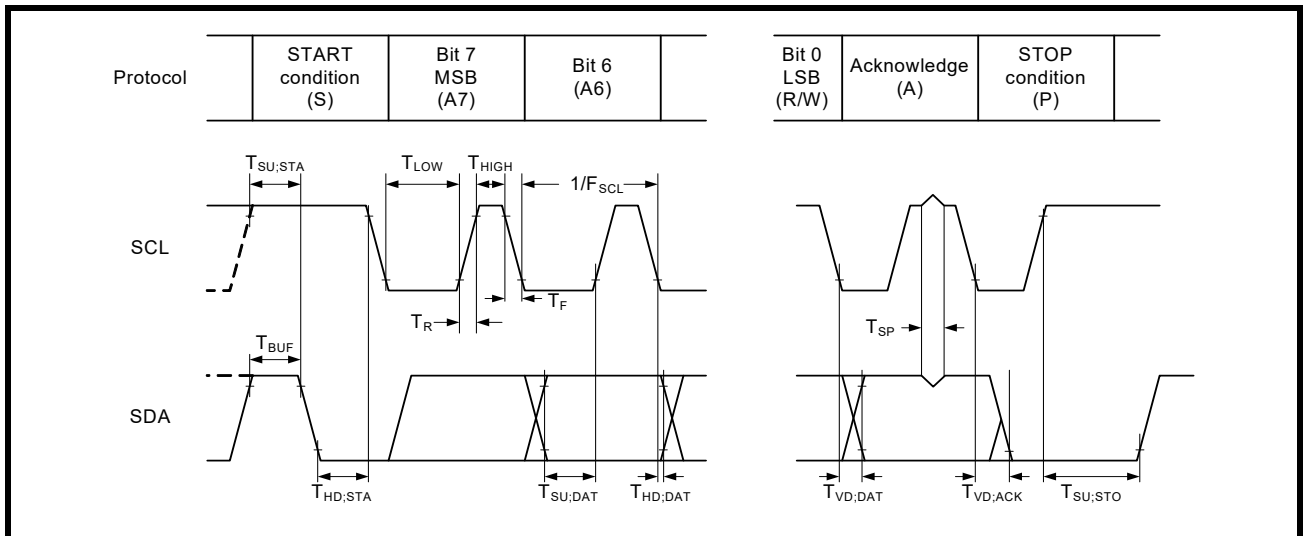 Protocol
START
condition
(S)
Bit 7
MSB
(A7)
Bit 6
(A6)
Bit 0
LSB
(R/W)
Acknowledge
(A)
STOP
condition
(P)
TSU;STA
TLOW
THIGH
1/FSCL
SCL
TR
TF
TSP
TBUF
SDA
THD;STA
TSU;DAT
THD;DAT
TVD;DAT
TVD;ACK
TSU;STO